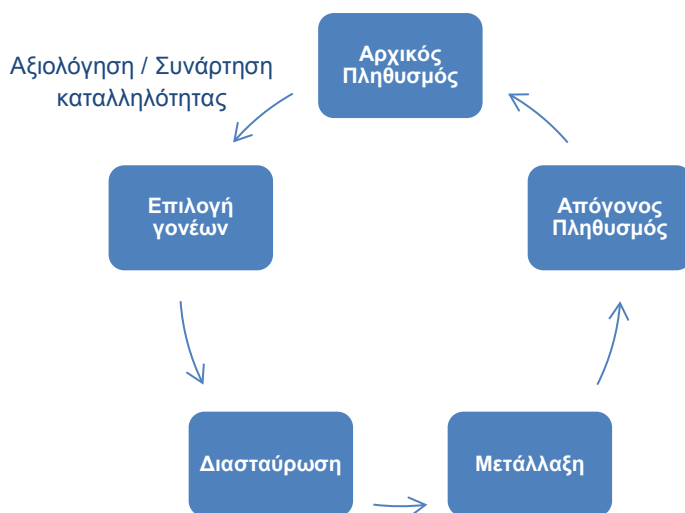 Αξιολόγηση / Συνάρτηση
καταλληλότητας
Αρχικός
Πληθυσμός
Επιλογή
γονέων
Απόγονος
Πληθυσμός
Διασταύρωση
Μετάλλαξη